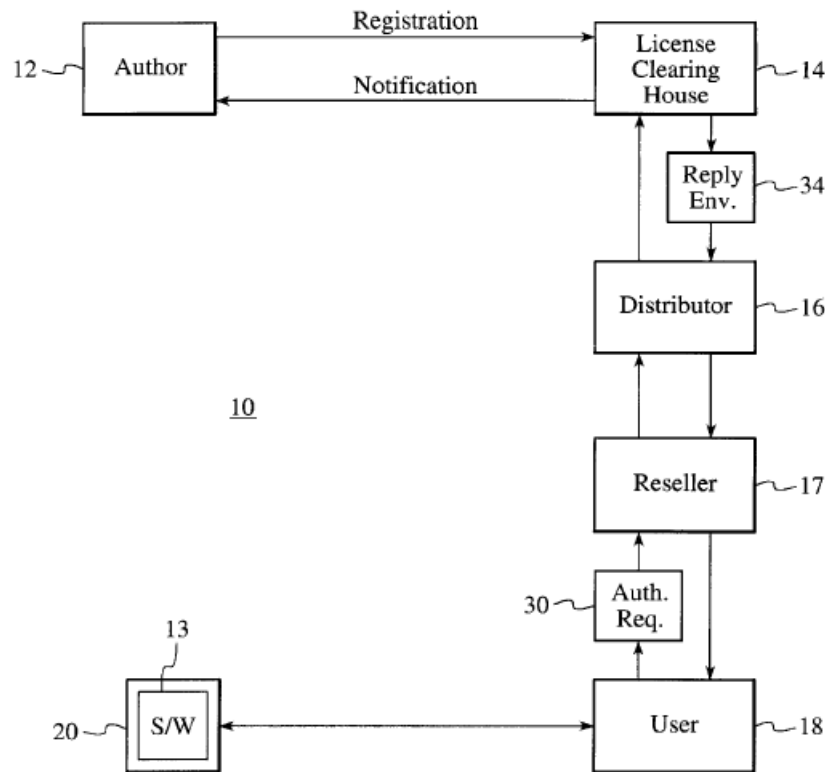 Registration
12
Author
License
Clearing
House
14
Notification
Reply
Env.
34
Distributor
16
10
Reseller
17
30
Auth.
Req.
13
20
S/W
User
18